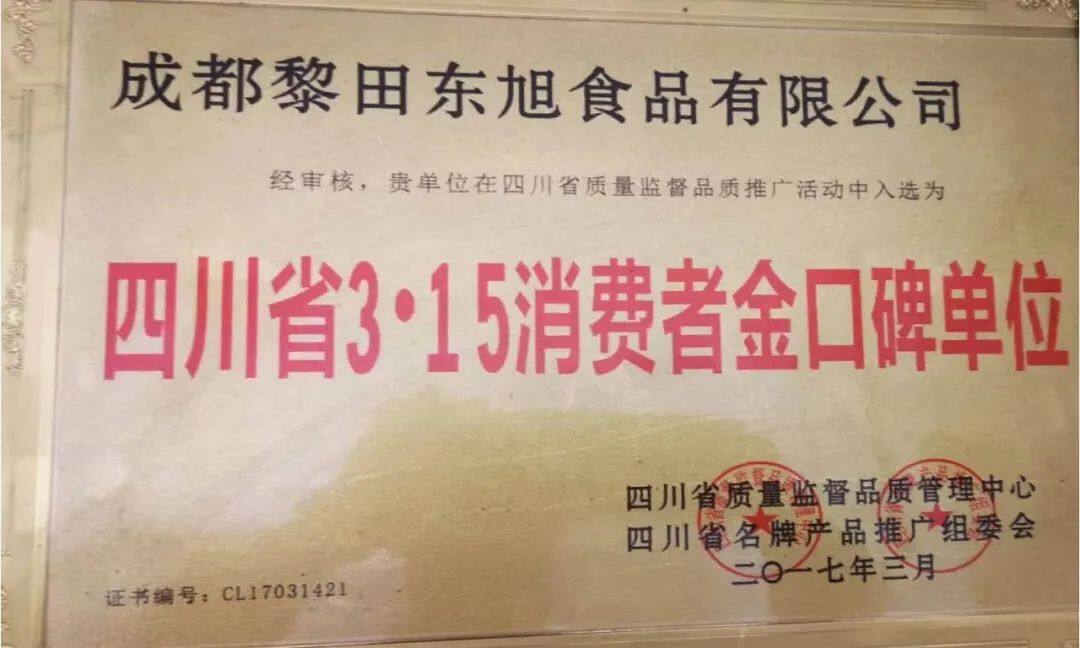 成都黎田东旭食品有限公司
经审核，贵单位在四川省质量监督品质推广活动中入选为
四川省3·15消费者金口碑单位
四川省质量监督品质管理中心
四川省名牌产品推广组委会
二〇一七年三月
证书编号：CL17031421